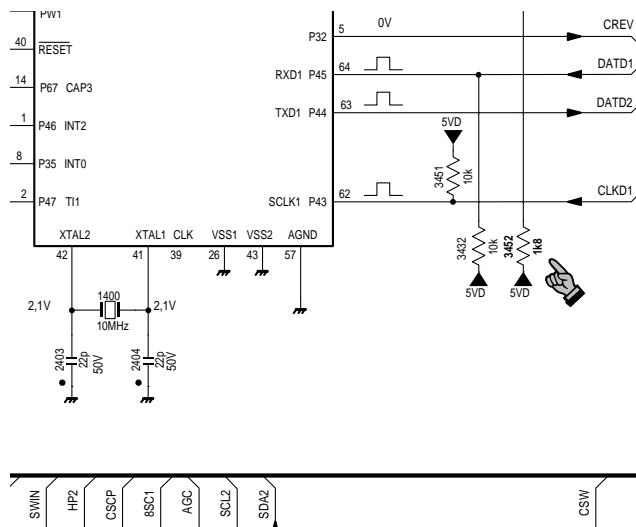 PW1
40
RESET
14
P67 CAP3
1
P46 INT2
8
P35 INT0
2
P47 TI1
P32
5
0V
CREV
RXD1 P45
64
DATD1
TXD1 P44
63
DATD2
5VD
3451
10k
SCLK1 P43
62
CLKD1
XTAL2
XTAL1 CLK
VSS1
VSS2
AGND
42
41
39
26
43
57
3432
10k
3452
1k8
5VD
5VD
2,1V
1400
10MHz
2,1V
2403
22p
50V
2404
22p
50V
SWIN
HP2
CSCP
8SC1
AGC
SCL2
SDA2
CSW